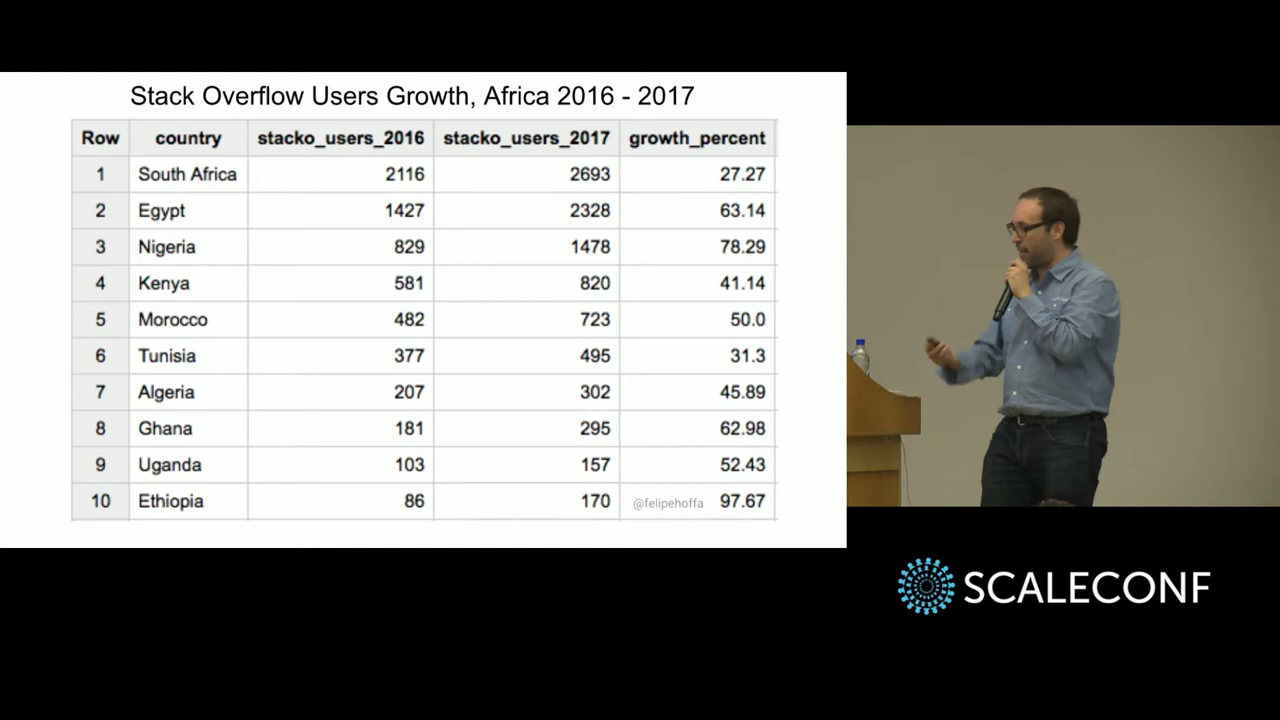 Stack Overflow Users Growth, Africa 2016 - 2017
Row country stacko_users_2016 stacko_users_2017 growth_percent
1 South Africa 2116 2693 27.27
2 Egypt 1427 2328 63.14
3 Nigeria 829 1478 78.29
4 Kenya 581 820 41.14
5 Morocco 482 723 50.0
6 Tunisia 377 495 31.3
7 Algeria 207 302 45.89
8 Ghana 181 295 62.98
9 Uganda 103 157 52.43
10 Ethiopia 86 170 @felipehoffa 97.67
SCALECONF